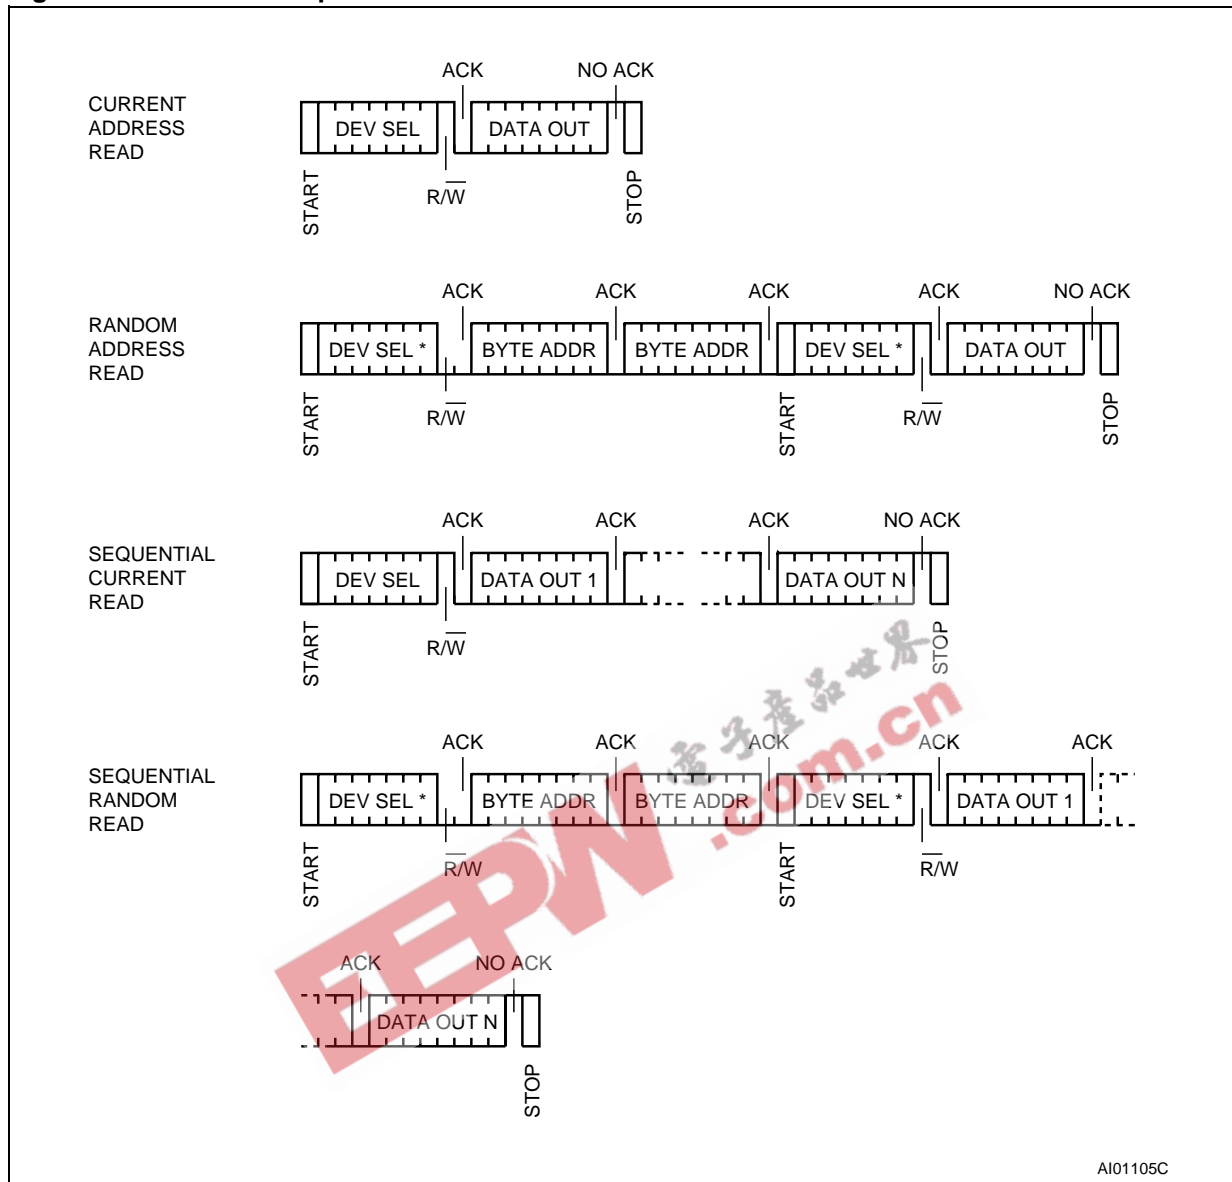 ACK NO ACK
CURRENT
ADDRESS
READ
DEV SEL DATA OUT
START R/W STOP
ACK ACK ACK ACK NO ACK
RANDOM
ADDRESS
READ
DEV SEL * BYTE ADDR BYTE ADDR DEV SEL * DATA OUT
START R/W START R/W STOP
ACK ACK ACK NO ACK
SEQUENTIAL
CURRENT
READ
DEV SEL DATA OUT 1 DATA OUT N
START R/W STOP
電子產品世界
EEPW .com.cn
ACK ACK ACK ACK ACK
SEQUENTIAL
RANDOM
READ
DEV SEL * BYTE ADDR BYTE ADDR DEV SEL * DATA OUT 1
START R/W START R/W
ACK NO ACK
DATA OUT N
STOP
AI01105C